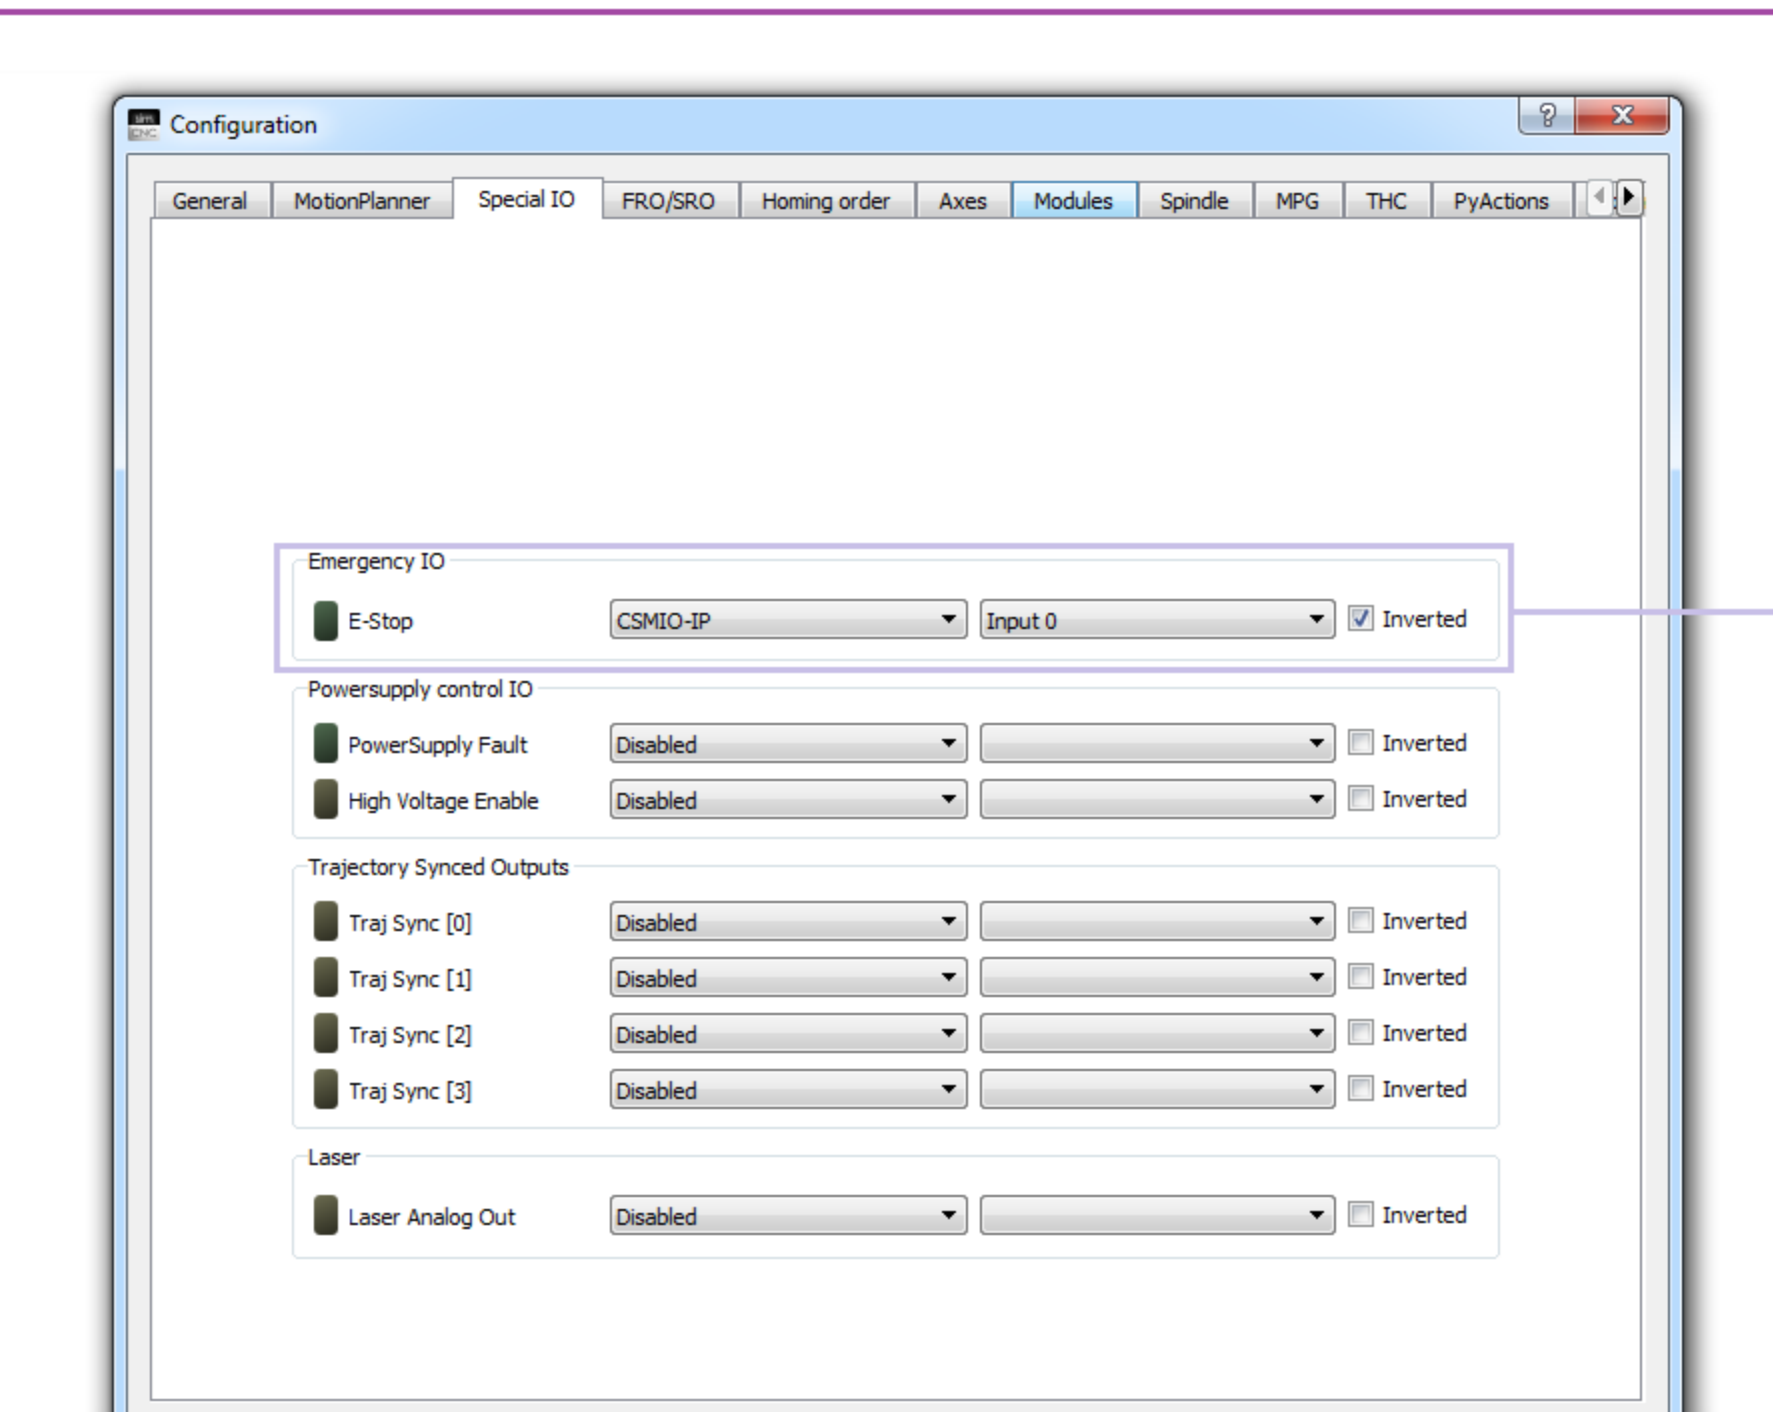 sim
CNC
Configuration
?
X
General MotionPlanner Special IO FRO/SRO Homing order Axes Modules Spindle MPG THC PyActions
Emergency IO
E-Stop CSMIO-IP Input 0 Inverted
Powersupply control IO
PowerSupply Fault Disabled Inverted
High Voltage Enable Disabled Inverted
Trajectory Synced Outputs
Traj Sync [0] Disabled Inverted
Traj Sync [1] Disabled Inverted
Traj Sync [2] Disabled Inverted
Traj Sync [3] Disabled Inverted
Laser
Laser Analog Out Disabled Inverted